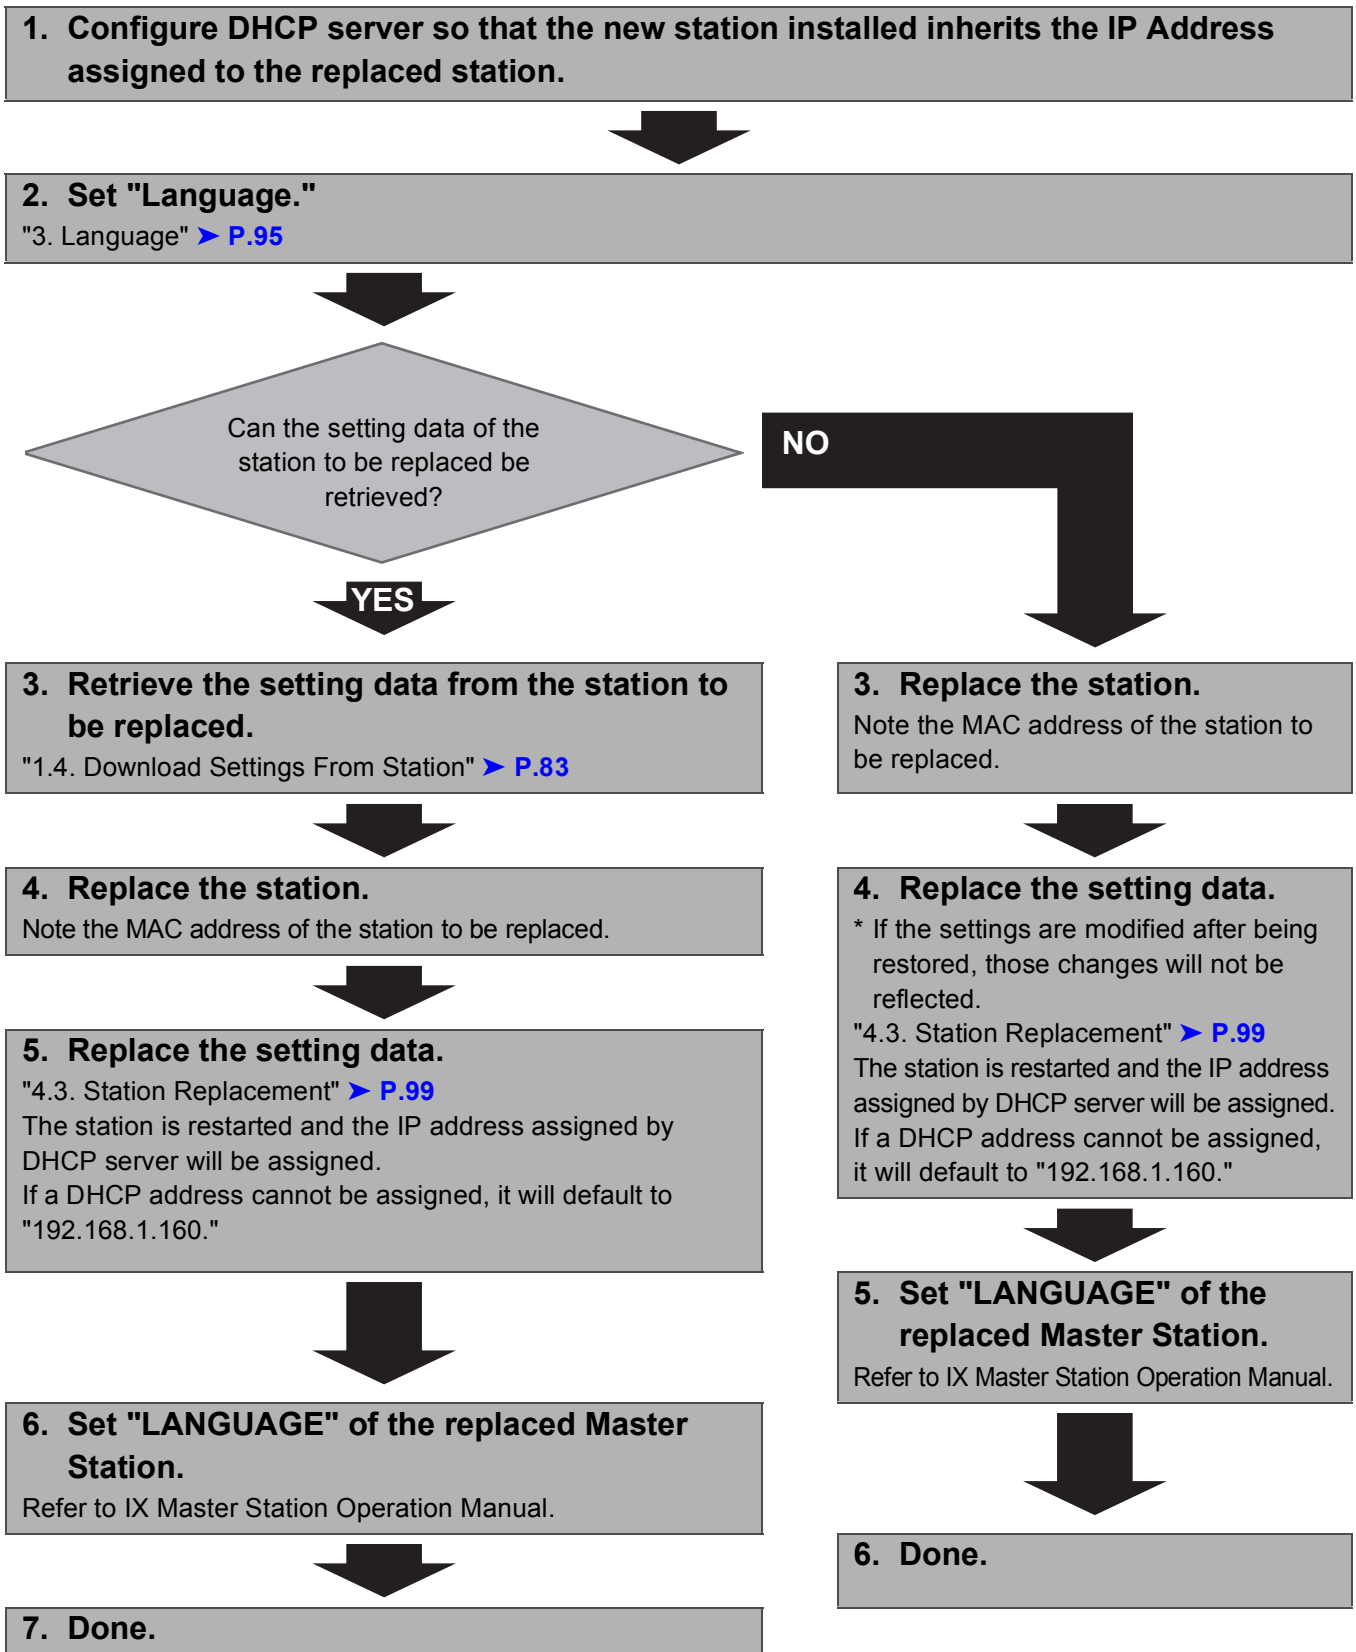 1. Configure DHCP server so that the new station installed inherits the IP Address
assigned to the replaced station.
2. Set "Language."
"3. Language" ➤ P.95
Can the setting data of the
station to be replaced be
retrieved?
NO
YES
3. Retrieve the setting data from the station to
be replaced.
"1.4. Download Settings From Station" ➤ P.83
4. Replace the station.
Note the MAC address of the station to be replaced.
5. Replace the setting data.
"4.3. Station Replacement" ➤ P.99
The station is restarted and the IP address assigned by
DHCP server will be assigned.
If a DHCP address cannot be assigned, it will default to
"192.168.1.160."
6. Set "LANGUAGE" of the replaced Master
Station.
Refer to IX Master Station Operation Manual.
7. Done.
3. Replace the station.
Note the MAC address of the station to
be replaced.
4. Replace the setting data.
* If the settings are modified after being
restored, those changes will not be
reflected.
"4.3. Station Replacement" ➤ P.99
The station is restarted and the IP address
assigned by DHCP server will be assigned.
If a DHCP address cannot be assigned,
it will default to "192.168.1.160."
5. Set "LANGUAGE" of the
replaced Master Station.
Refer to IX Master Station Operation Manual.
6. Done.